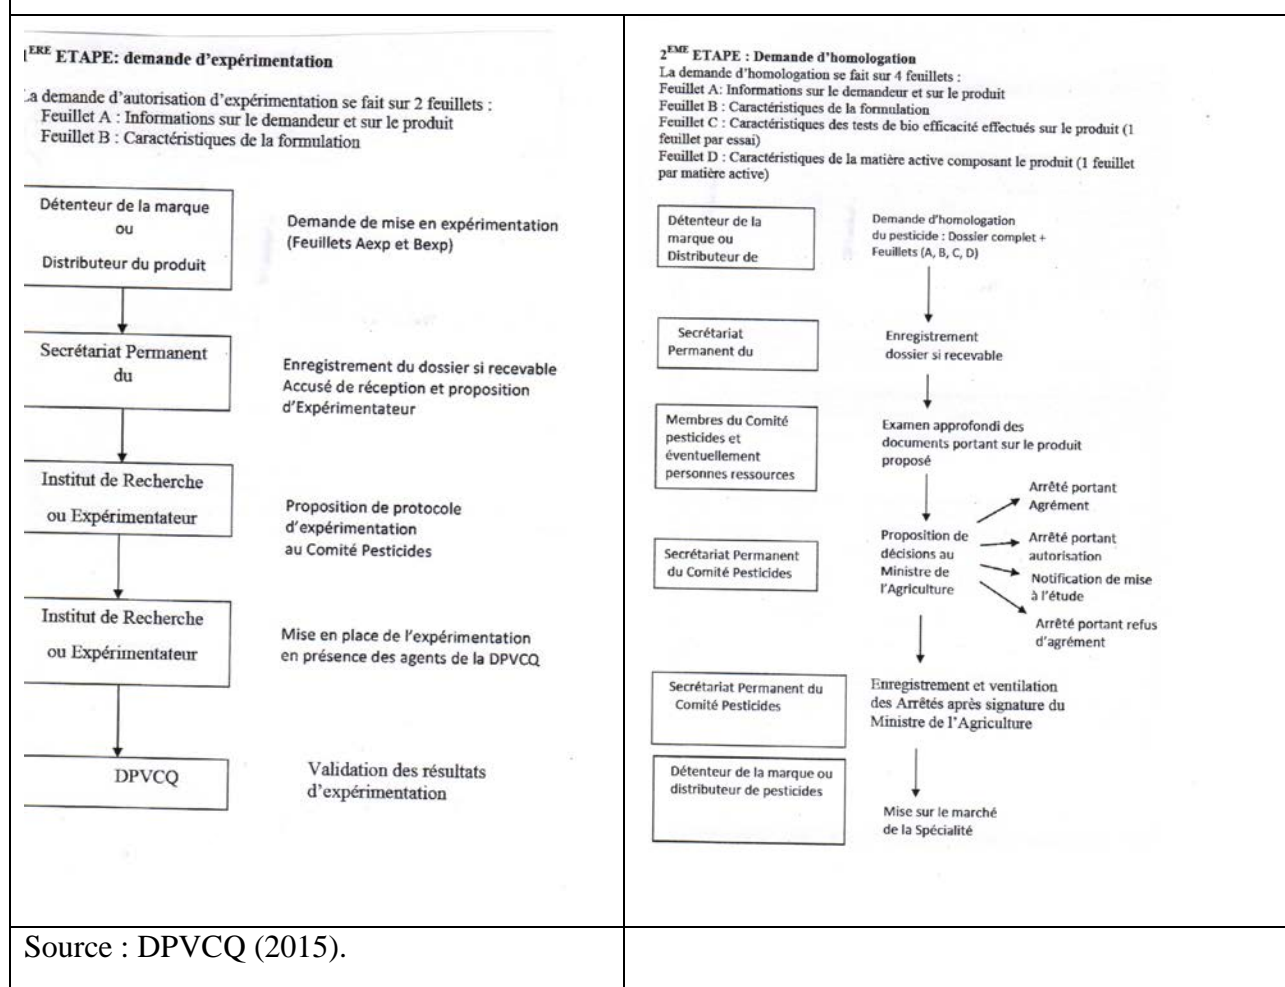 1ERE ETAPE: demande d'expérimentation
La demande d'autorisation d'expérimentation se fait sur 2 feuillets :
Feuillet A : Informations sur le demandeur et sur le produit
Feuillet B : Caractéristiques de la formulation
Détenteur de la marque
ou
Distributeur du produit
Demande de mise en expérimentation
(Feuillets Aexp et Bexp)
Secrétariat Permanent
du
Enregistrement du dossier si recevable
Accusé de réception et proposition
d'Expérimentateur
Institut de Recherche
ou Expérimentateur
Proposition de protocole
d'expérimentation
au Comité Pesticides
Institut de Recherche
ou Expérimentateur
Mise en place de l'expérimentation
en présence des agents de la DPVCQ
DPVCQ
Validation des résultats
d'expérimentation
2EME ETAPE : Demande d'homologation
La demande d'homologation se fait sur 4 feuillets :
Feuillet A: Informations sur le demandeur et sur le produit
Feuillet B : Caractéristiques de la formulation
Feuillet C : Caractéristiques des tests de bio efficacité effectués sur le produit (1
feuillet par essai)
Feuillet D : Caractéristiques de la matière active composant le produit (1 feuillet
par matière active)
Détenteur de la
marque ou
Distributeur de
Demande d'homologation
du pesticide : Dossier complet +
Feuillets (A, B, C, D)
Secrétariat
Permanent du
Enregistrement
dossier si recevable
Membres du Comité
pesticides et
éventuellement
personnes ressources
Examen approfondi des
documents portant sur le produit
proposé
Secrétariat Permanent
du Comité Pesticides
Proposition de
décisions au
Ministre de
l'Agriculture
Arrêté portant
Agrément
Arrêté portant
autorisation
Notification de mise
à l'étude
Arrêté portant refus
d'agrément
Secrétariat Permanent du
Comité Pesticides
Enregistrement et ventilation
des Arrêtés après signature du
Ministre de l'Agriculture
Détenteur de la marque ou
distributeur de pesticides
Mise sur le marché
de la Spécialité
Source : DPVCQ (2015).